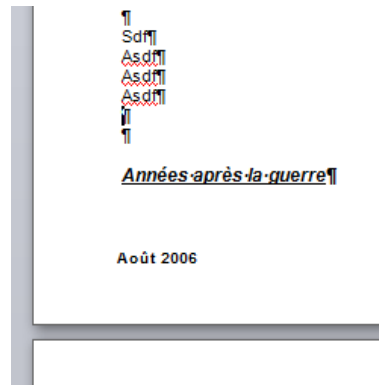 ¶
Sdf¶
Asdf¶
Asdf¶
Asdf¶
¶
¶
Années·après·la·guerre¶
Août 2006